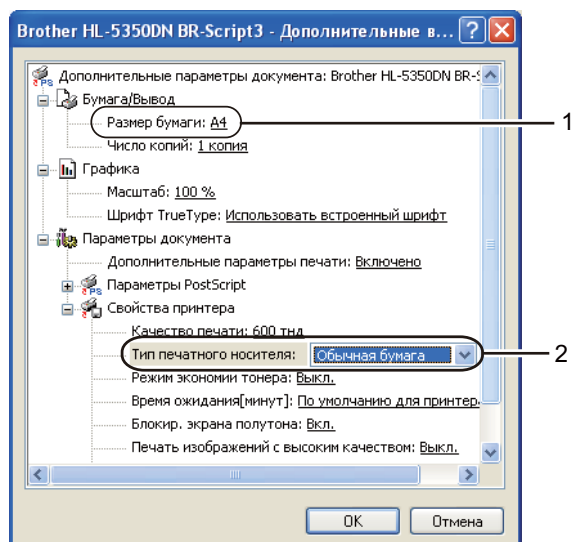 Brother HL-5350DN BR-Script3 - Дополнительные в...
Дополнительные параметры документа: Brother HL-5350DN BR-S
Бумага/Вывод
Размер бумаги: A4
1
Число копий: 1 копия
Графика
Масштаб: 100 %
Шрифт TrueType: Использовать встроенный шрифт
Параметры документа
Дополнительные параметры печати: Включено
Параметры PostScript
Свойства принтера
Качество печати: 600 тнд
Тип печатного носителя: Обычная бумага
2
Режим экономии тонера: Выкл.
Время ожидания[минут]: По умолчанию для принтер
Блокир. экрана полутона: Вкл.
Печать изображений с высоким качеством: Выкл.
OK
Отмена